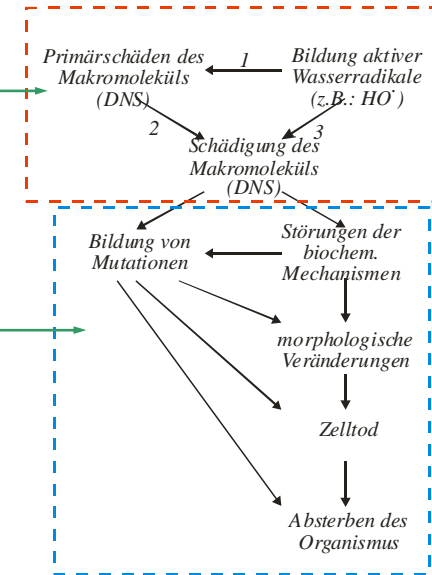 Primärschäden des
Makromoleküls
(DNS)
1
Bildung aktiver
Wasserradikale
(z.B.: HO˙)
2
3
Schädigung des
Makromoleküls
(DNS)
Bildung von
Mutationen
Störungen der
biochem.
Mechanismen
morphologische
Veränderungen
Zelltod
Absterben des
Organismus